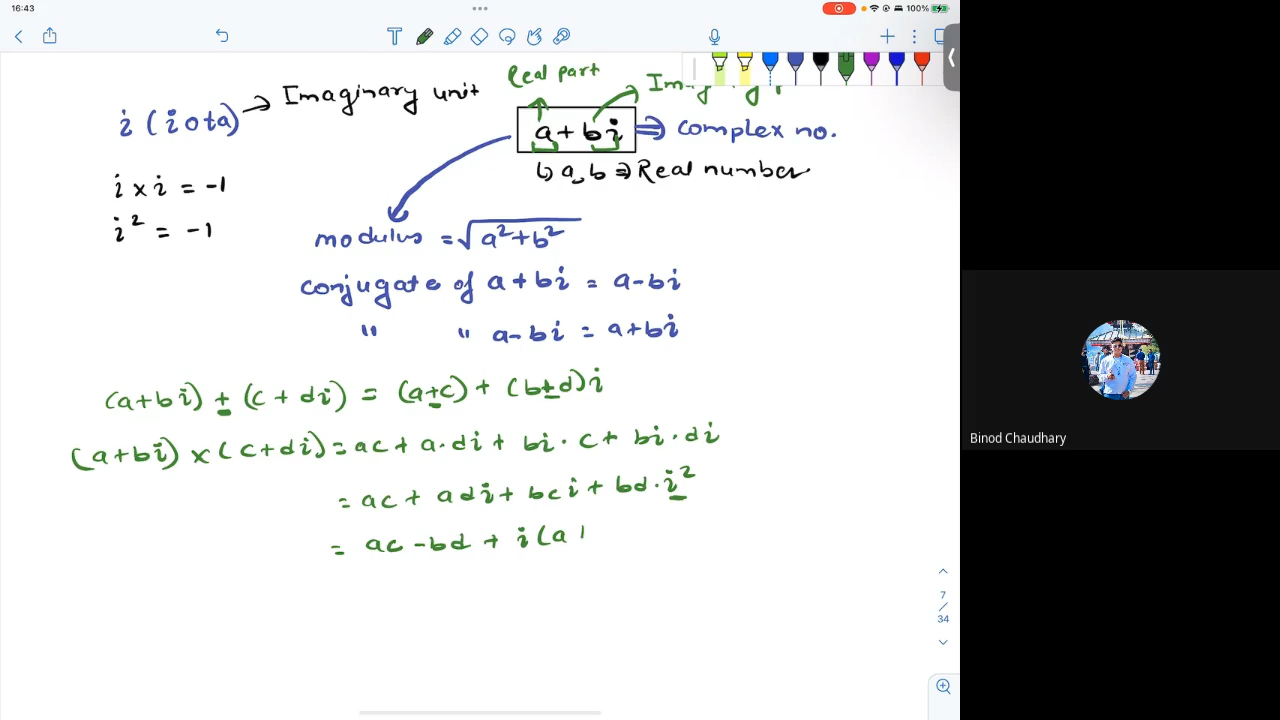 16:43
100%
Real part
i (iota) → Imaginary unit
a + bi ⇒ complex no.
↳ a, b ⇒ Real number
i × i = -1
i² = -1
modulus = √(a² + b²)
conjugate of a + bi = a - bi
" " a - bi = a + bi
(a + bi) ± (c + di) = (a ± c) + (b ± d)i
(a + bi) × (c + di) = ac + a·di + bi·c + bi·di
= ac + adi + bci + bd·i²
= ac - bd + i(a
7
/
34
Binod Chaudhary